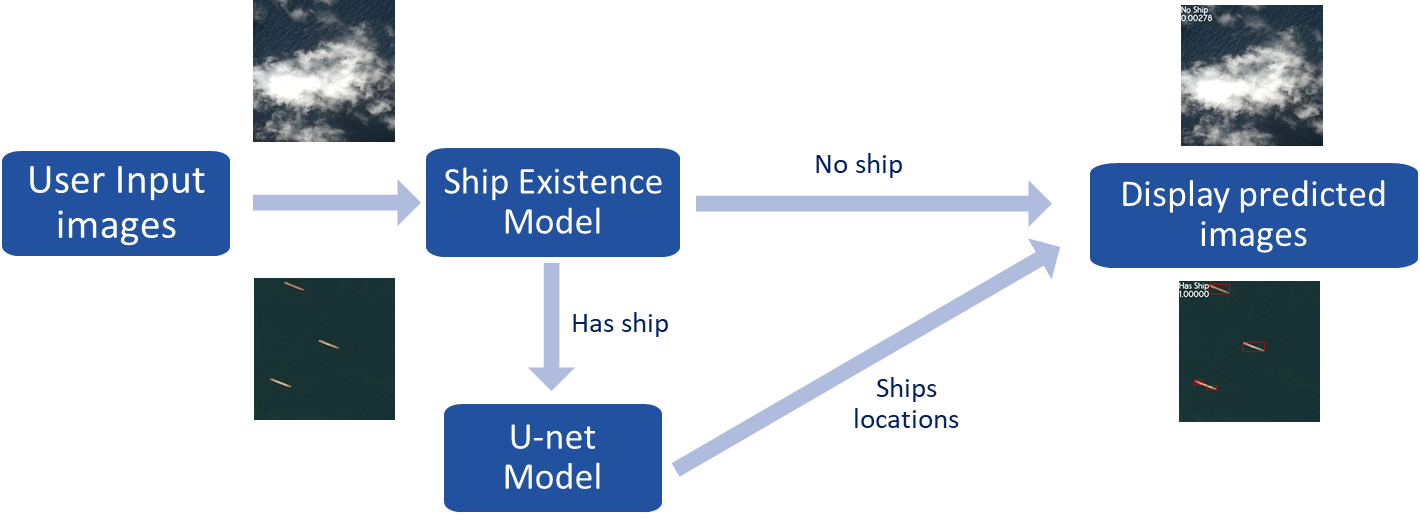 No Ship
0.00278
User Input
images
Ship Existence
Model
No ship
Display predicted
images
Has ship
Has Ship
1.00000
Ships
locations
U-net
Model